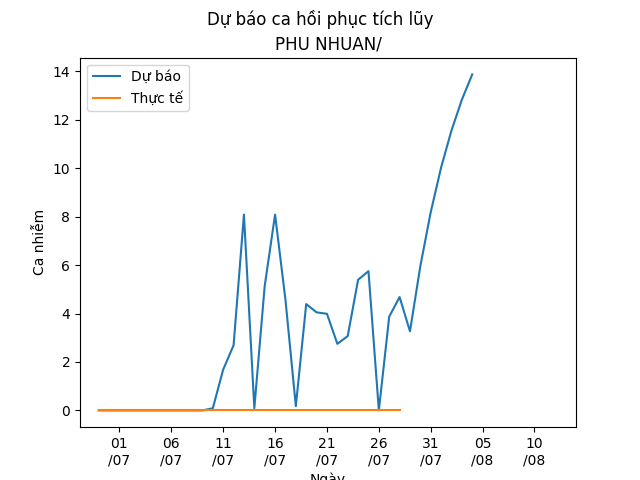 Dự báo ca hồi phục tích lũy
PHU NHUAN/
Dự báo
Thực tế
Ca nhiễm
14
12
10
8
6
4
2
0
01 06 11 16 21 26 31 05 10
/07 /07 /07 /07 /07 /07 /07 /08 /08
Ngày